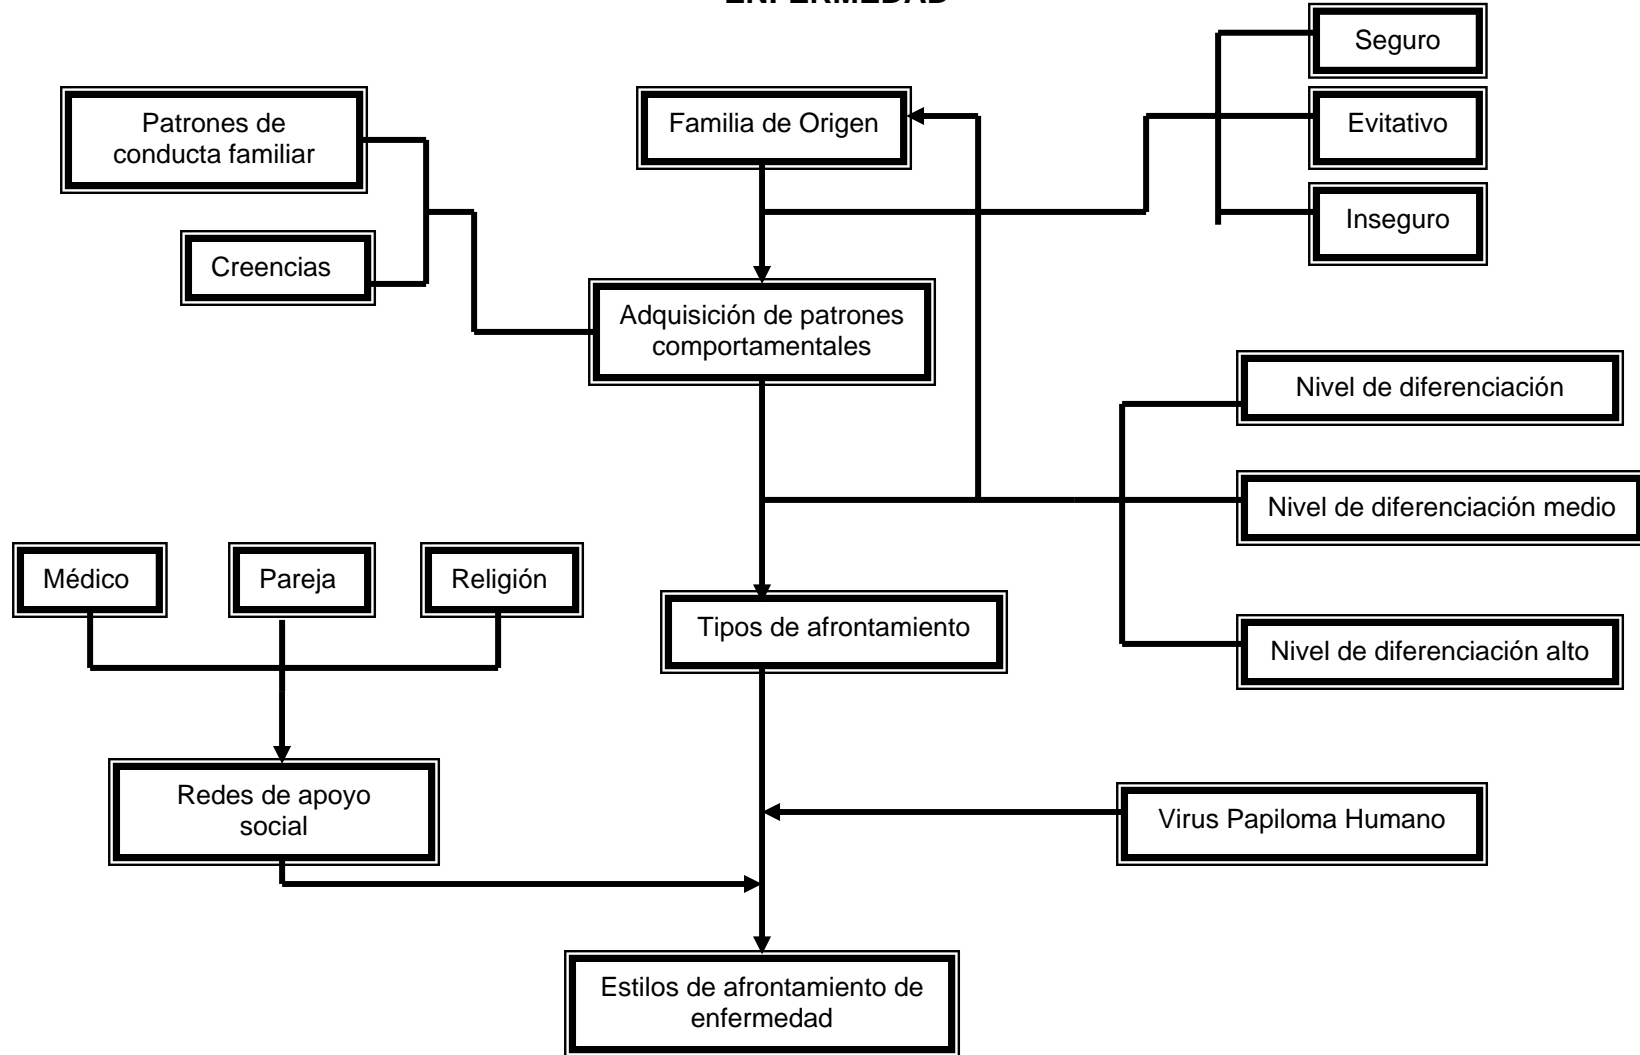 ENFERMEDAD
Seguro
Patrones de
conducta familiar
Familia de Origen
Evitativo
Inseguro
Creencias
Adquisición de patrones
comportamentales
Nivel de diferenciación
Nivel de diferenciación medio
Médico
Pareja
Religión
Tipos de afrontamiento
Nivel de diferenciación alto
Redes de apoyo
social
Virus Papiloma Humano
Estilos de afrontamiento de
enfermedad